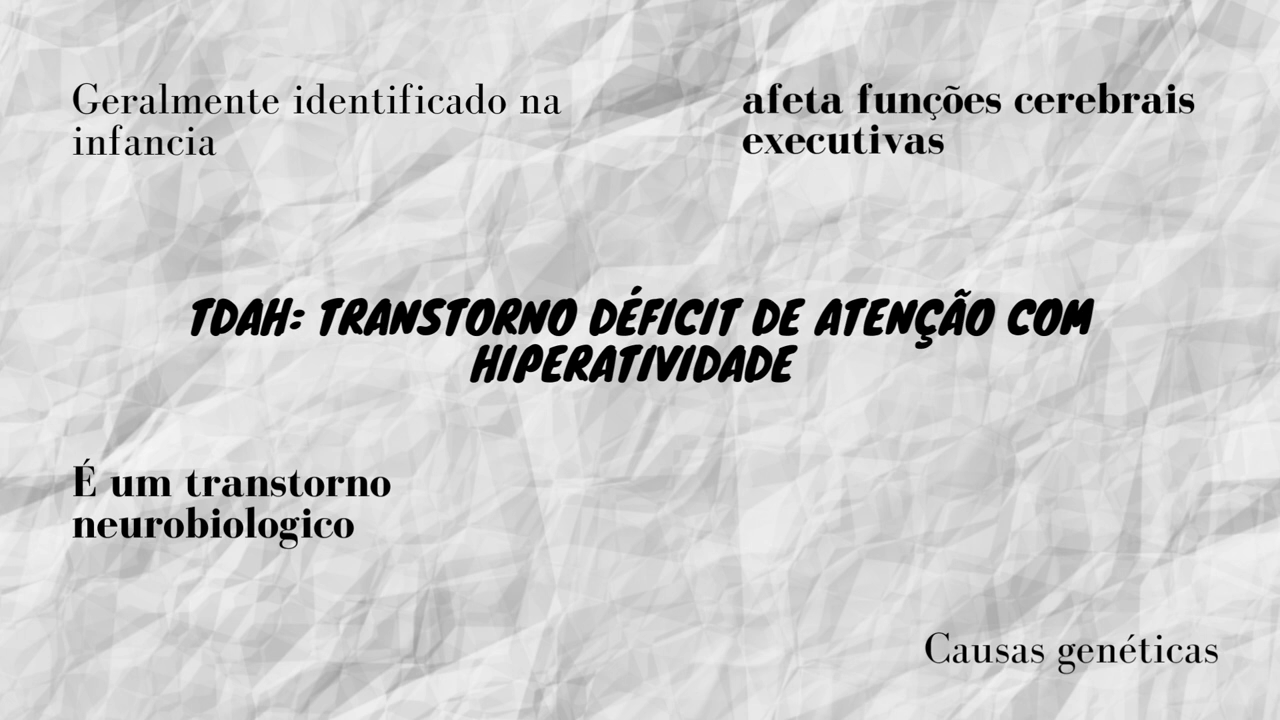 Geralmente identificado na
infancia
afeta funções cerebrais
executivas
TDAH: TRANSTORNO DÉFICIT DE ATENÇÃO COM
HIPERATIVIDADE
É um transtorno
neurobiologico
Causas genéticas